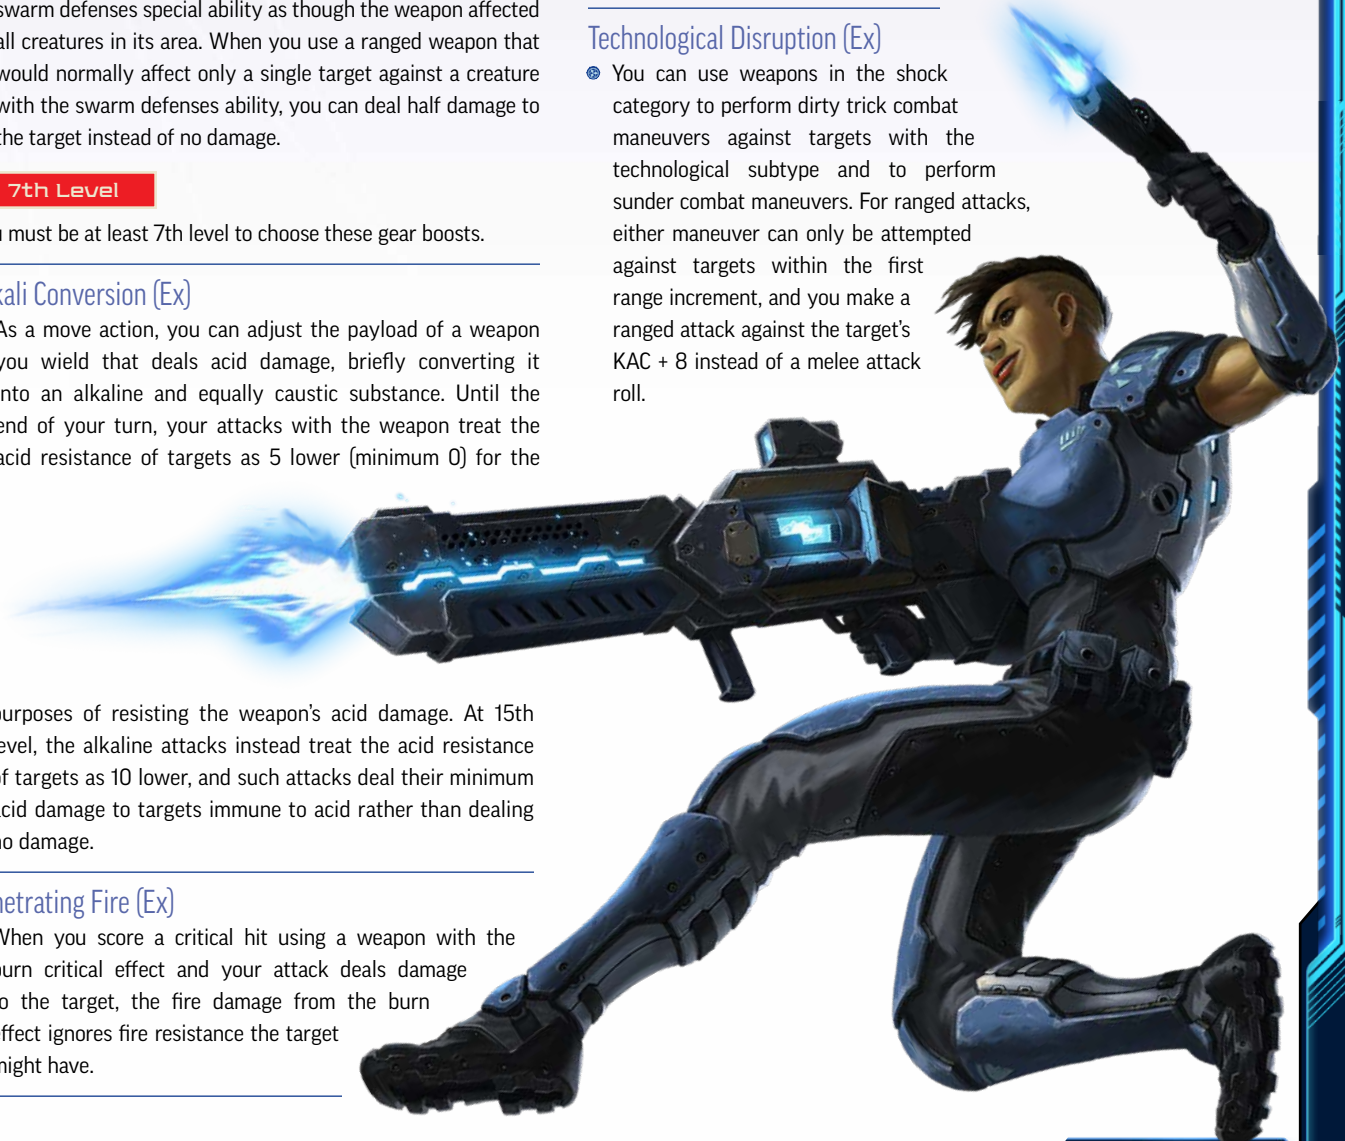 swarm defenses special ability as though the weapon affected
all creatures in its area. When you use a ranged weapon that
would normally affect only a single target against a creature
with the swarm defenses ability, you can deal half damage to
the target instead of no damage.
7th Level
must be at least 7th level to choose these gear boosts.
kali Conversion (Ex)
As a move action, you can adjust the payload of a weapon
you wield that deals acid damage, briefly converting it
into an alkaline and equally caustic substance. Until the
end of your turn, your attacks with the weapon treat the
acid resistance of targets as 5 lower (minimum 0) for the
purposes of resisting the weapon's acid damage. At 15th
level, the alkaline attacks instead treat the acid resistance
of targets as 10 lower, and such attacks deal their minimum
acid damage to targets immune to acid rather than dealing
no damage.
netrating Fire (Ex)
When you score a critical hit using a weapon with the
burn critical effect and your attack deals damage
to the target, the fire damage from the burn
effect ignores fire resistance the target
might have.
Technological Disruption (Ex)
You can use weapons in the shock
category to perform dirty trick combat
maneuvers against targets with the
technological subtype and to perform
sunder combat maneuvers. For ranged attacks,
either maneuver can only be attempted
against targets within the first
range increment, and you make a
ranged attack against the target's
KAC + 8 instead of a melee attack
roll.